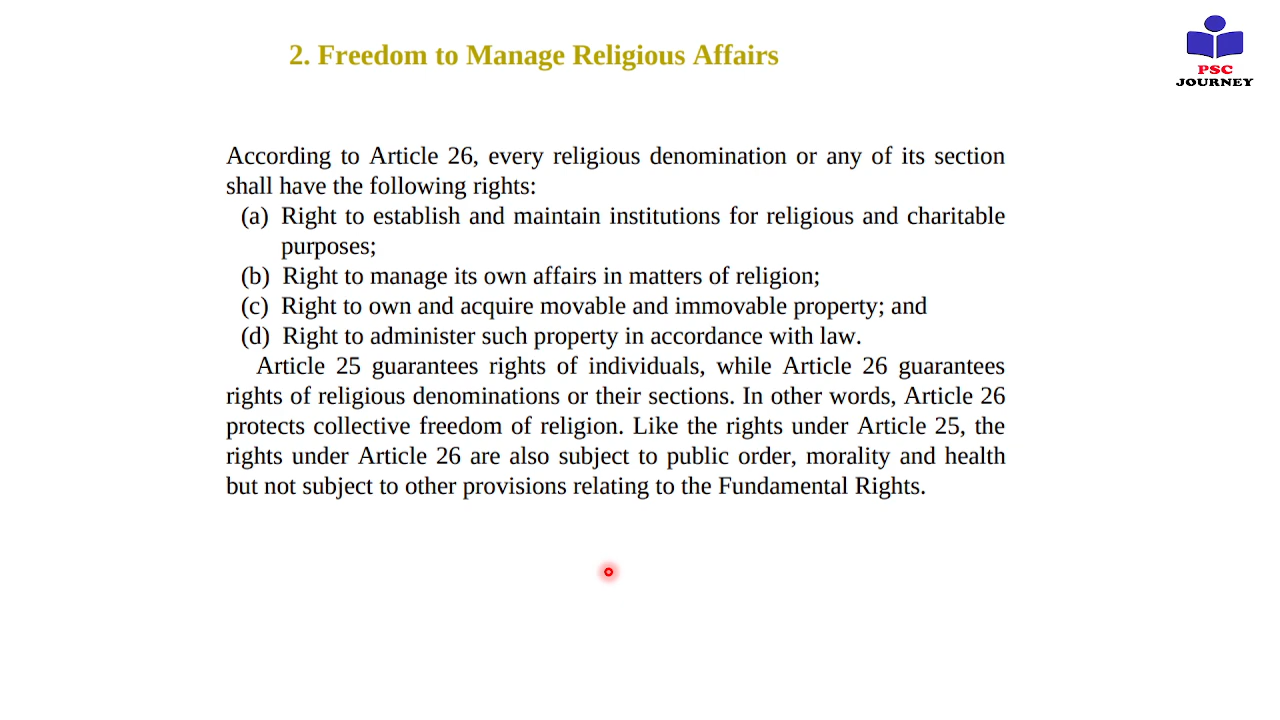 2. Freedom to Manage Religious Affairs
PSC
JOURNEY
According to Article 26, every religious denomination or any of its section
shall have the following rights:
(a) Right to establish and maintain institutions for religious and charitable
purposes;
(b) Right to manage its own affairs in matters of religion;
(c) Right to own and acquire movable and immovable property; and
(d) Right to administer such property in accordance with law.
Article 25 guarantees rights of individuals, while Article 26 guarantees
rights of religious denominations or their sections. In other words, Article 26
protects collective freedom of religion. Like the rights under Article 25, the
rights under Article 26 are also subject to public order, morality and health
but not subject to other provisions relating to the Fundamental Rights.